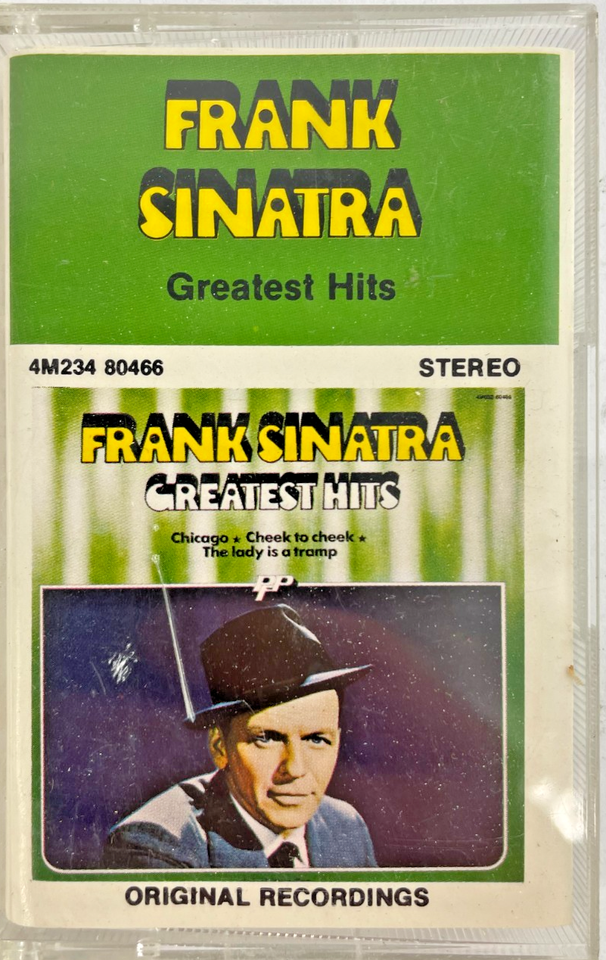 FRANK
SINATRA
Greatest Hits
4M234 80466
STEREO
FRANK SINATRA
GREATEST HITS
Chicago ★ Cheek to cheek ★
The lady is a tramp
ORIGINAL RECORDINGS